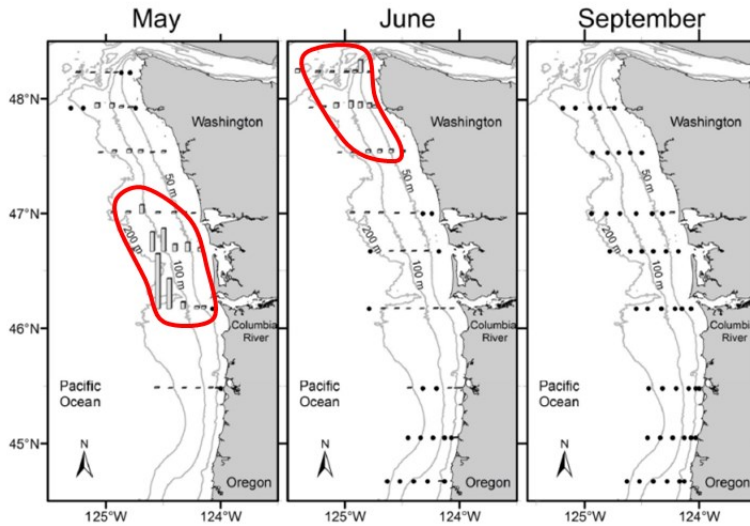 May June September
48°N
47°N
46°N
45°N
125°W 124°W
125°W 124°W
125°W 124°W
Washington
50 m
200 m
100 m
Columbia
River
Pacific
Ocean
N
Oregon
Washington
50 m
200 m
100 m
Columbia
River
Pacific
Ocean
N
Oregon
Washington
50 m
200 m
100 m
Columbia
River
Pacific
Ocean
N
Oregon